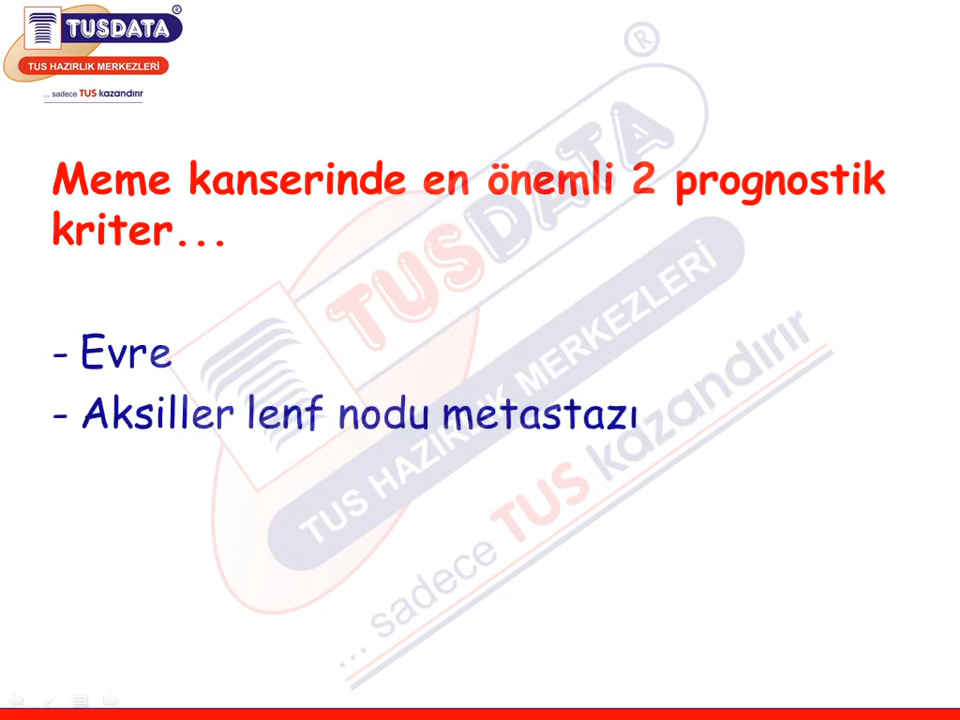 TUSDATA®
TUS HAZIRLIK MERKEZLERİ
... sadece TUS kazandırır
Meme kanserinde en önemli 2 prognostik
kriter...
- Evre
- Aksiller lenf nodu metastazı
TUSDATA®
TUS HAZIRLIK MERKEZLERİ
... sadece TUS kazandırır